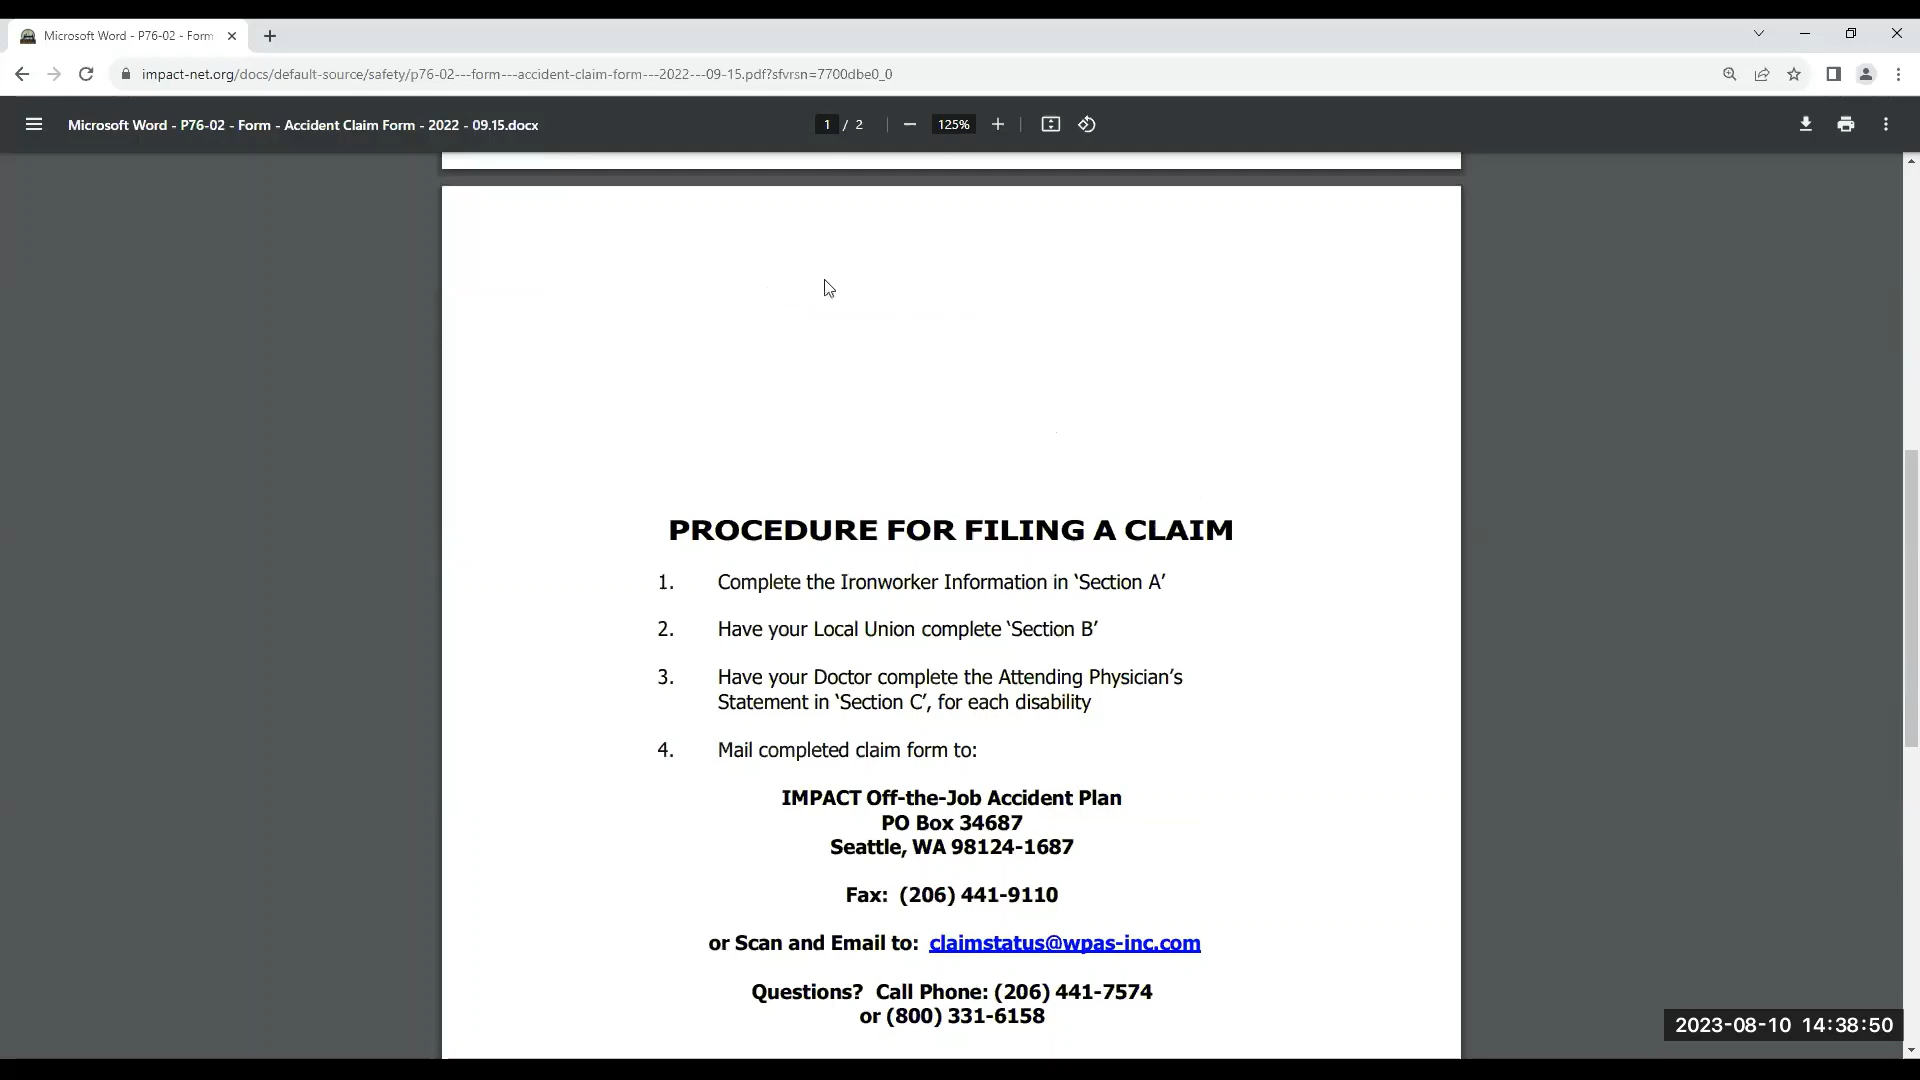 Microsoft Word - P76-02 - Form
impact-net.org/docs/default-source/safety/p76-02---form---accident-claim-form---2022---09-15.pdf?sfvrsn=7700dbe0_0
Microsoft Word - P76-02 - Form - Accident Claim Form - 2022 - 09.15.docx
1 / 2
125%
PROCEDURE FOR FILING A CLAIM
1. Complete the Ironworker Information in ‘Section A’
2. Have your Local Union complete ‘Section B’
3. Have your Doctor complete the Attending Physician’s
Statement in ‘Section C’, for each disability
4. Mail completed claim form to:
IMPACT Off-the-Job Accident Plan
PO Box 34687
Seattle, WA 98124-1687
Fax: (206) 441-9110
or Scan and Email to: claimstatus@wpas-inc.com
Questions? Call Phone: (206) 441-7574
or (800) 331-6158
2023-08-10 14:38:50